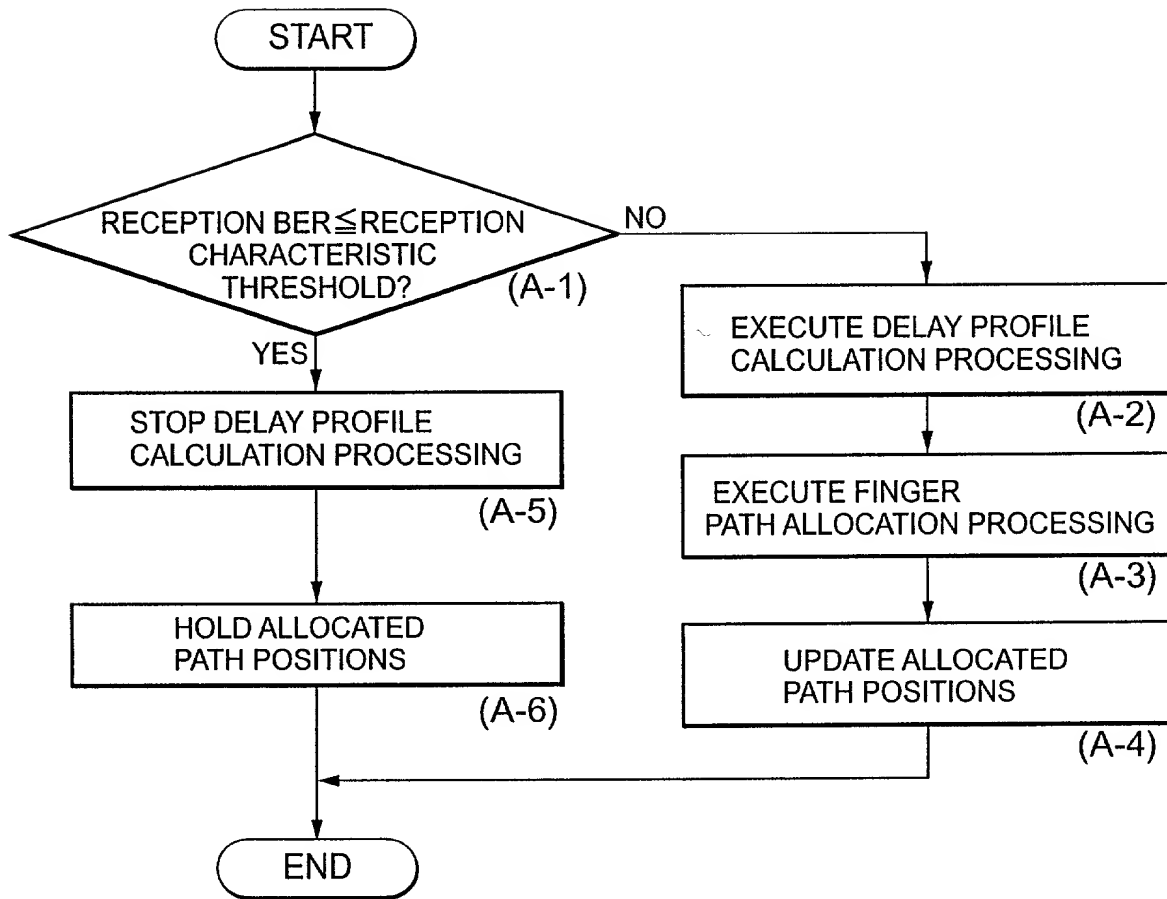 START
RECEPTION BER≦RECEPTION
CHARACTERISTIC
THRESHOLD?
(A-1)
NO
YES
EXECUTE DELAY PROFILE
CALCULATION PROCESSING
(A-2)
STOP DELAY PROFILE
CALCULATION PROCESSING
(A-5)
EXECUTE FINGER
PATH ALLOCATION PROCESSING
(A-3)
HOLD ALLOCATED
PATH POSITIONS
(A-6)
UPDATE ALLOCATED
PATH POSITIONS
(A-4)
END